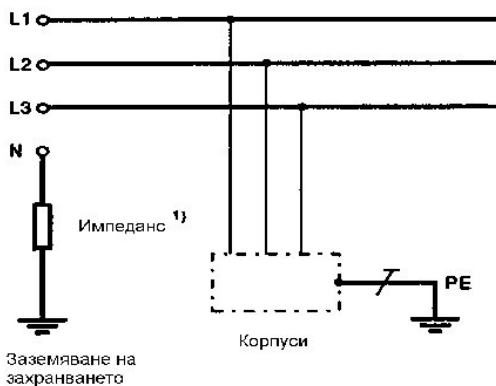 L1
L2
L3
N
Импеданс 1)
PE
Корпуси
Заземяване на
захранването